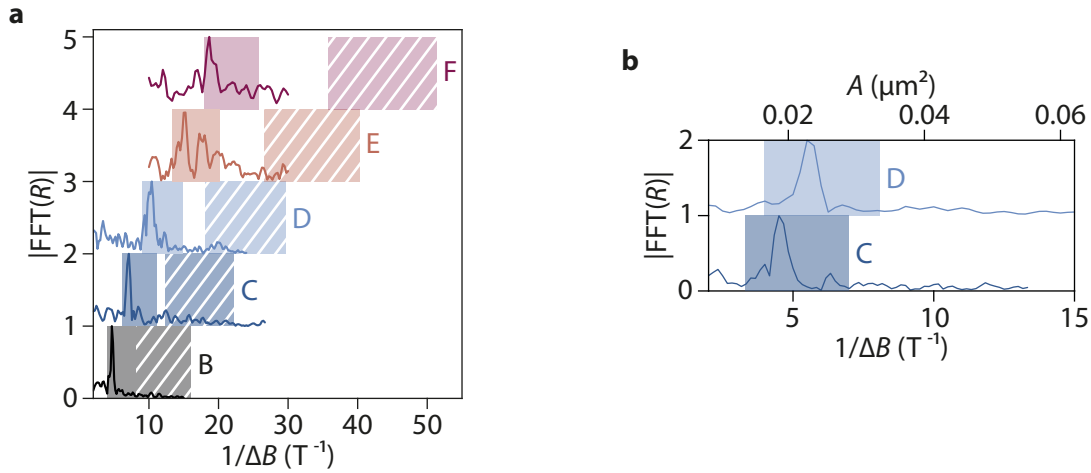 a
|FFT(R)|
5
4
3
2
1
0
F
E
D
C
B
10 20 30 40 50
1/ΔB (T⁻¹)
b
A (μm²)
0.02 0.04 0.06
|FFT(R)|
2
1
0
D
C
5 10 15
1/ΔB (T⁻¹)